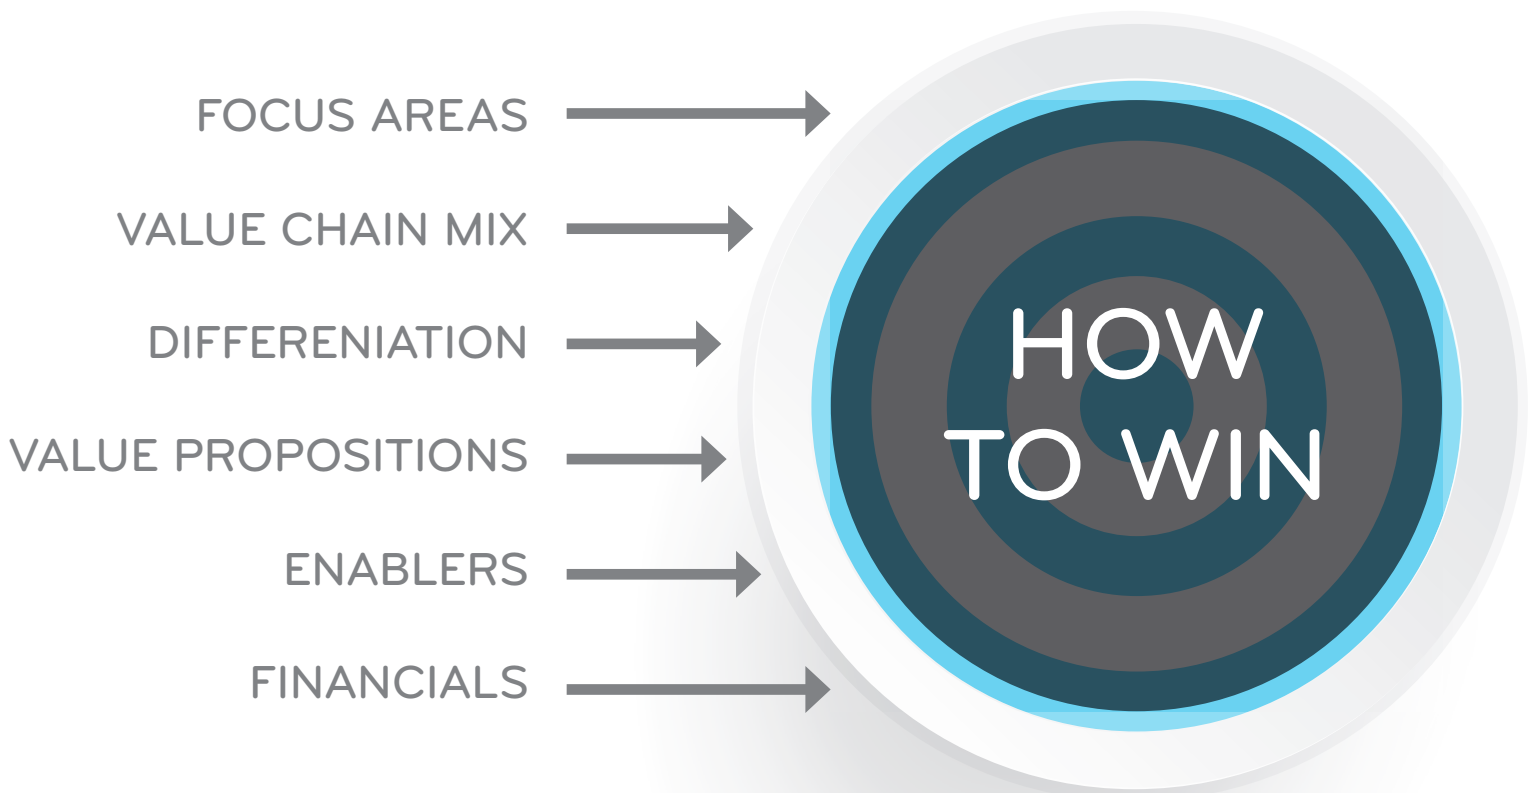 FOCUS AREAS
VALUE CHAIN MIX
DIFFERENIATION
VALUE PROPOSITIONS
ENABLERS
FINANCIALS
HOW
TO WIN